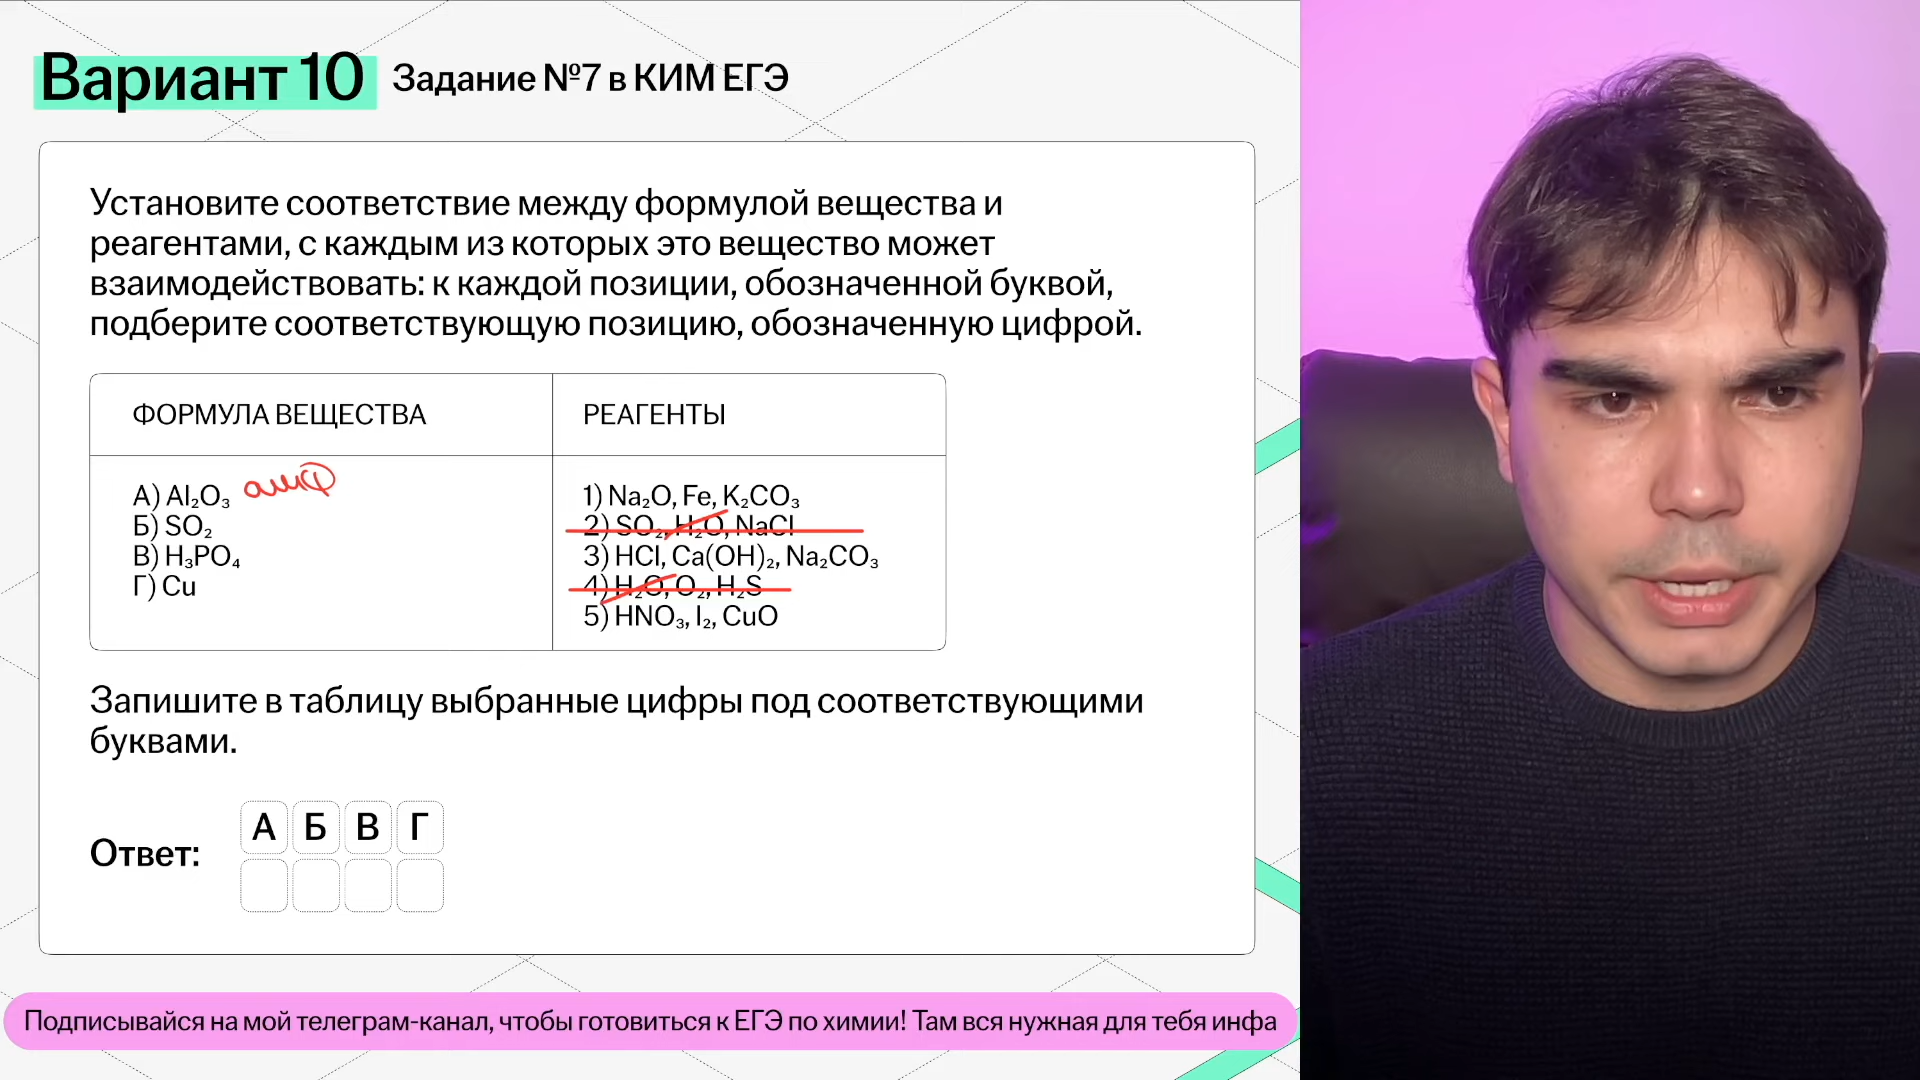 Вариант 10 Задание №7 в КИМ ЕГЭ
Установите соответствие между формулой вещества и
реагентами, с каждым из которых это вещество может
взаимодействовать: к каждой позиции, обозначенной буквой,
подберите соответствующую позицию, обозначенную цифрой.
ФОРМУЛА ВЕЩЕСТВА
А) Al₂O₃ амф
Б) SO₂
В) H₃PO₄
Г) Cu
РЕАГЕНТЫ
1) Na₂O, Fe, K₂CO₃
2) SO₂, H₂O, NaCl
3) HCl, Ca(OH)₂, Na₂CO₃
4) H₂O, O₂, H₂S
5) HNO₃, I₂, CuO
Запишите в таблицу выбранные цифры под соответствующими
буквами.
Ответ:
А Б В Г
Подписывайся на мой телеграм-канал, чтобы готовиться к ЕГЭ по химии! Там вся нужная для тебя инфа